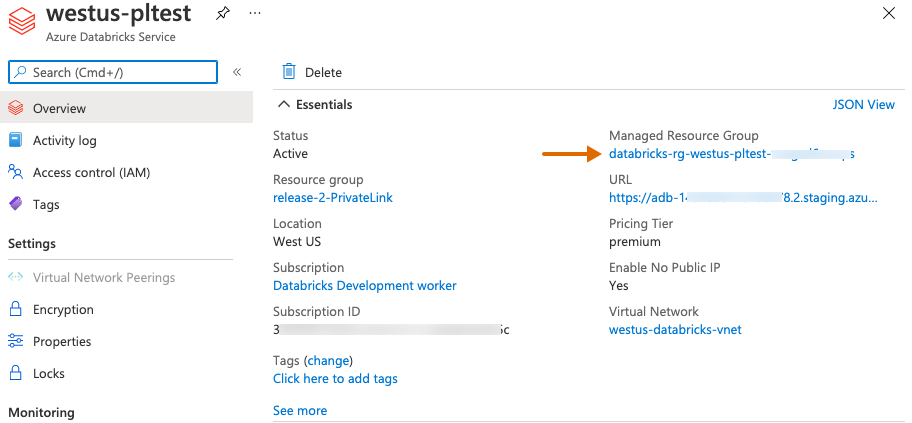 westus-pltest
Azure Databricks Service
Search (Cmd+/)
Overview
Activity log
Access control (IAM)
Tags
Settings
Virtual Network Peerings
Encryption
Properties
Locks
Monitoring
Delete
Essentials
JSON View
Status
Active
Resource group
release-2-PrivateLink
Location
West US
Subscription
Databricks Development worker
Subscription ID
3
Tags (change)
Click here to add tags
See more
Managed Resource Group
databricks-rg-westus-pltest-
URL
https://adb-1 8.2.staging.azu...
Pricing Tier
premium
Enable No Public IP
Yes
Virtual Network
westus-databricks-vnet